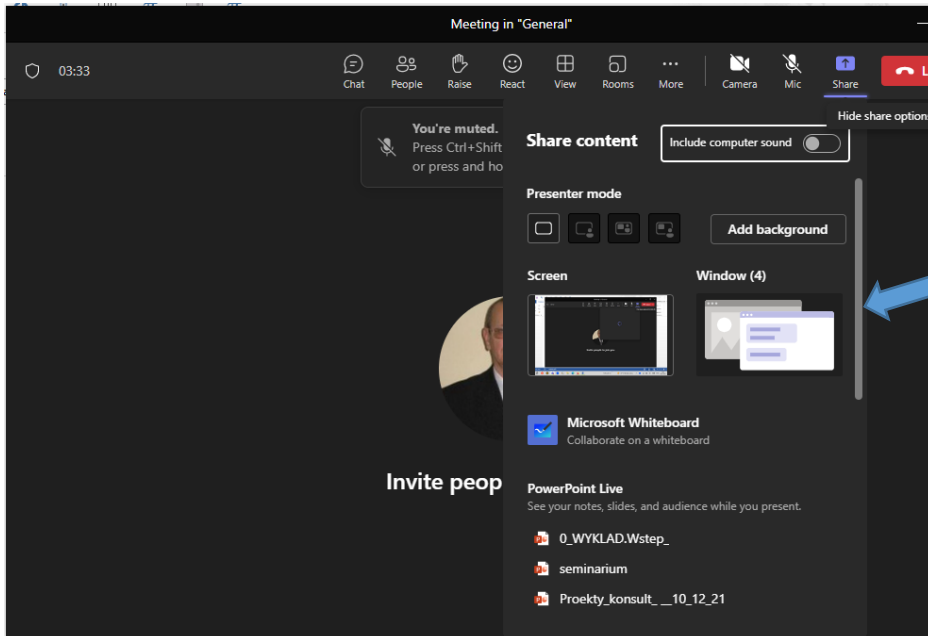 Meeting in "General"
03:33
Chat
People
Raise
React
View
Rooms
More
Camera
Mic
Share
L
Hide share options
You're muted.
Press Ctrl+Shift
or press and ho
Share content
Include computer sound
Presenter mode
Add background
Screen
Window (4)
Microsoft Whiteboard
Collaborate on a whiteboard
Invite peop
PowerPoint Live
See your notes, slides, and audience while you present.
0_WYKLAD.Wstep_
seminarium
Proekty_konsult_ __10_12_21